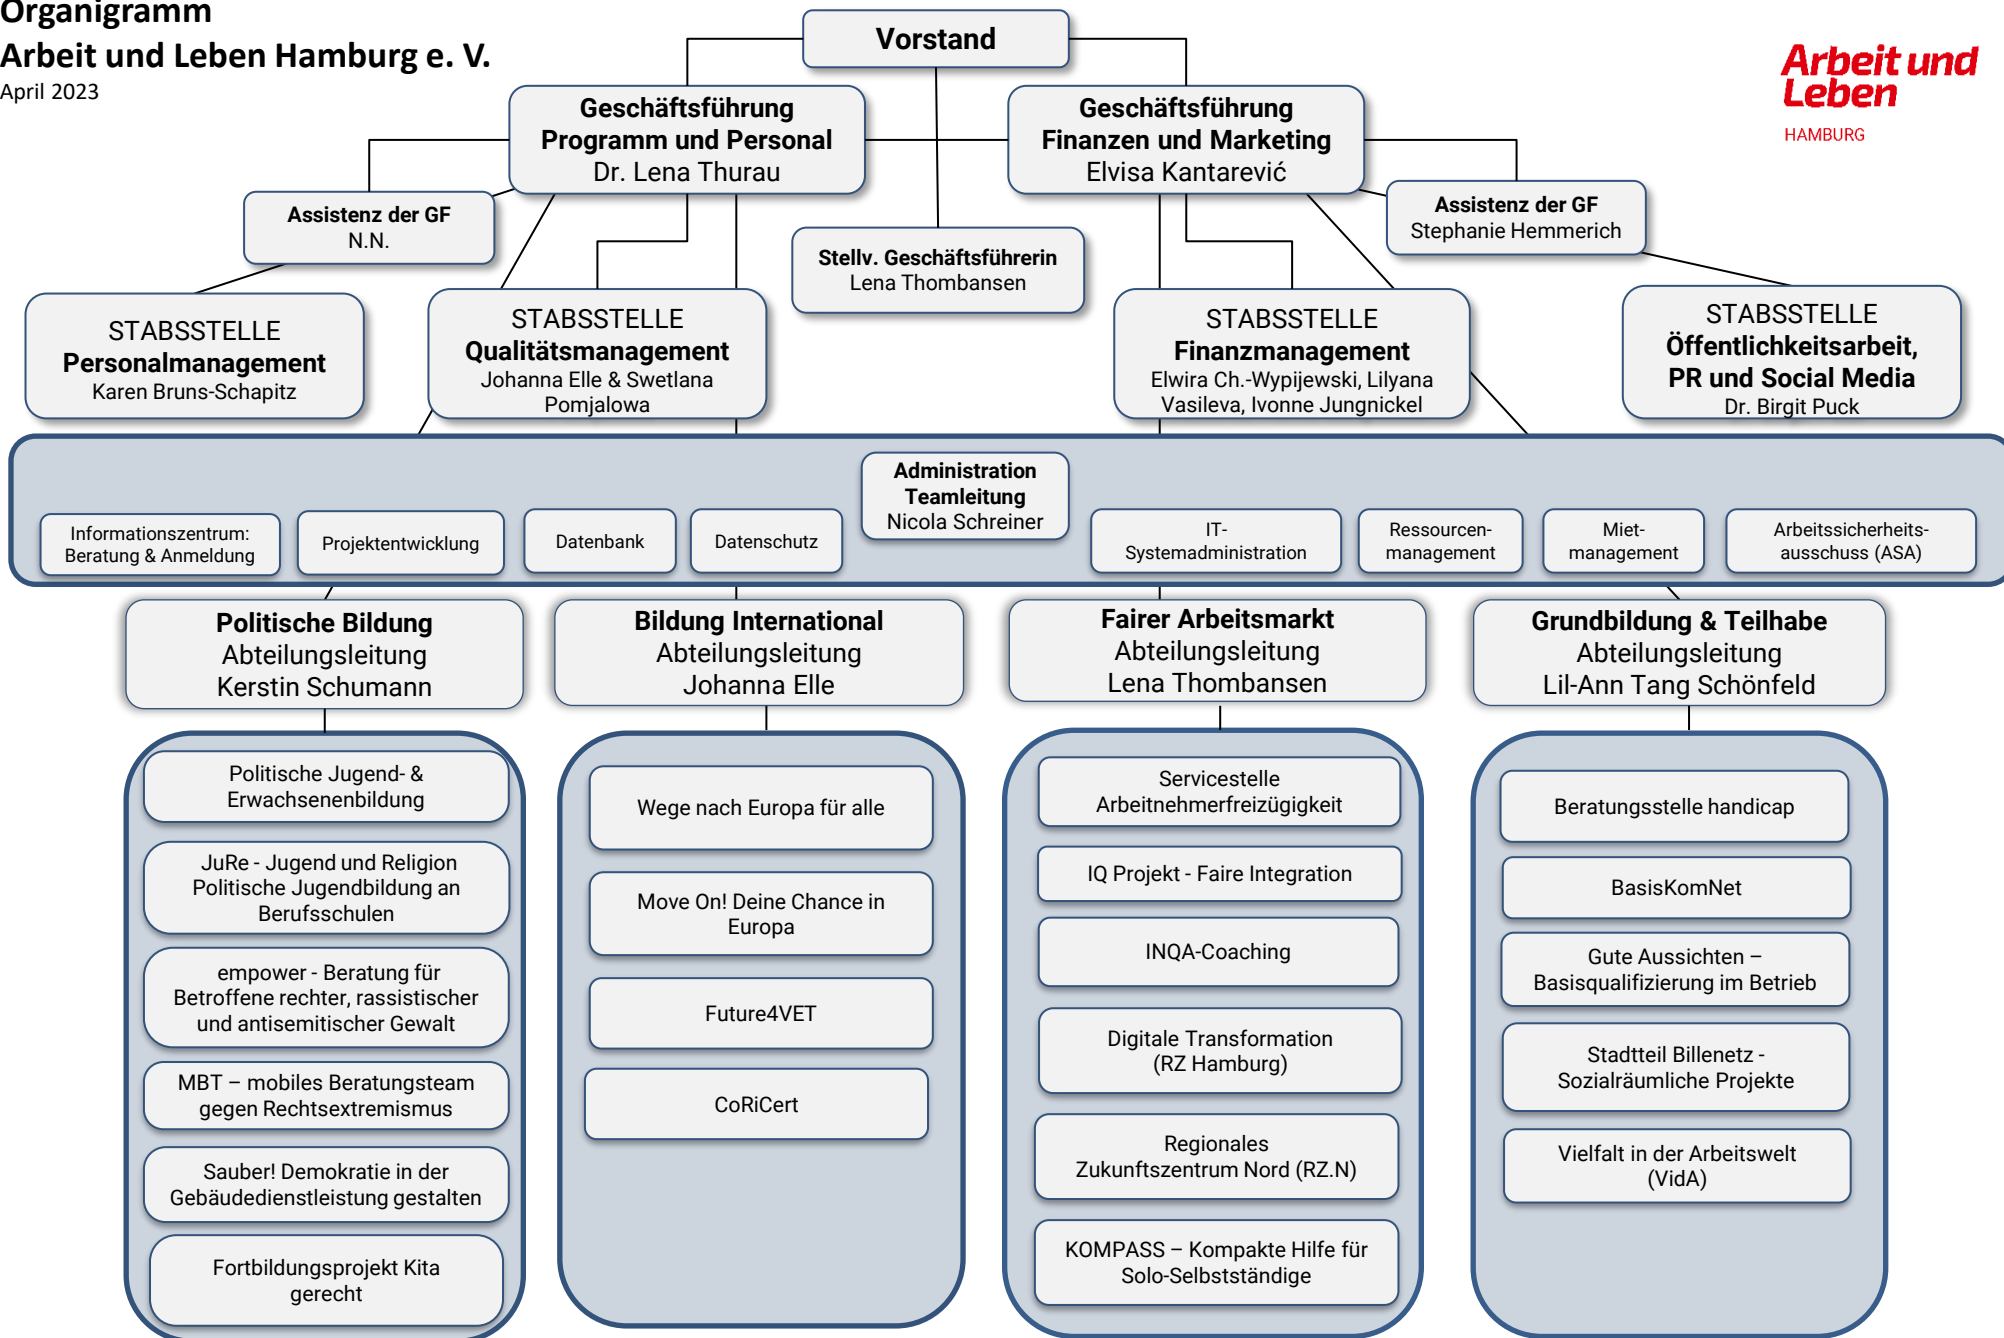 Organigramm
Arbeit und Leben Hamburg e. V.
April 2023
Arbeit und
Leben
HAMBURG
Vorstand
Geschäftsführung
Programm und Personal
Dr. Lena Thurau
Geschäftsführung
Finanzen und Marketing
Elvisa Kantarević
Assistenz der GF
N.N.
Stellv. Geschäftsführerin
Lena Thombansen
Assistenz der GF
Stephanie Hemmerich
STABSSTELLE
Personalmanagement
Karen Bruns-Schapitz
STABSSTELLE
Qualitätsmanagement
Johanna Elle & Swetlana
Pomjalowa
STABSSTELLE
Finanzmanagement
Elwira Ch.-Wypijewski, Lilyana
Vasileva, Ivonne Jungnickel
STABSSTELLE
Öffentlichkeitsarbeit,
PR und Social Media
Dr. Birgit Puck
Administration
Teamleitung
Nicola Schreiner
Informationszentrum:
Beratung & Anmeldung
Projektentwicklung
Datenbank
Datenschutz
IT-
Systemadministration
Ressourcen-
management
Miet-
management
Arbeitssicherheits-
ausschuss (ASA)
Politische Bildung
Abteilungsleitung
Kerstin Schumann
Bildung International
Abteilungsleitung
Johanna Elle
Fairer Arbeitsmarkt
Abteilungsleitung
Lena Thombansen
Grundbildung & Teilhabe
Abteilungsleitung
Lil-Ann Tang Schönfeld
Politische Jugend- &
Erwachsenenbildung
JuRe - Jugend und Religion
Politische Jugendbildung an
Berufsschulen
empower - Beratung für
Betroffene rechter, rassistischer
und antisemitischer Gewalt
MBT – mobiles Beratungsteam
gegen Rechtsextremismus
Sauber! Demokratie in der
Gebäudedienstleistung gestalten
Fortbildungsprojekt Kita
gerecht
Wege nach Europa für alle
Move On! Deine Chance in
Europa
Future4VET
CoRiCert
Servicestelle
Arbeitnehmerfreizügigkeit
IQ Projekt - Faire Integration
INQA-Coaching
Digitale Transformation
(RZ Hamburg)
Regionales
Zukunftszentrum Nord (RZ.N)
KOMPASS – Kompakte Hilfe für
Solo-Selbstständige
Beratungsstelle handicap
BasisKomNet
Gute Aussichten –
Basisqualifizierung im Betrieb
Stadtteil Billenetz -
Sozialräumliche Projekte
Vielfalt in der Arbeitswelt
(VidA)